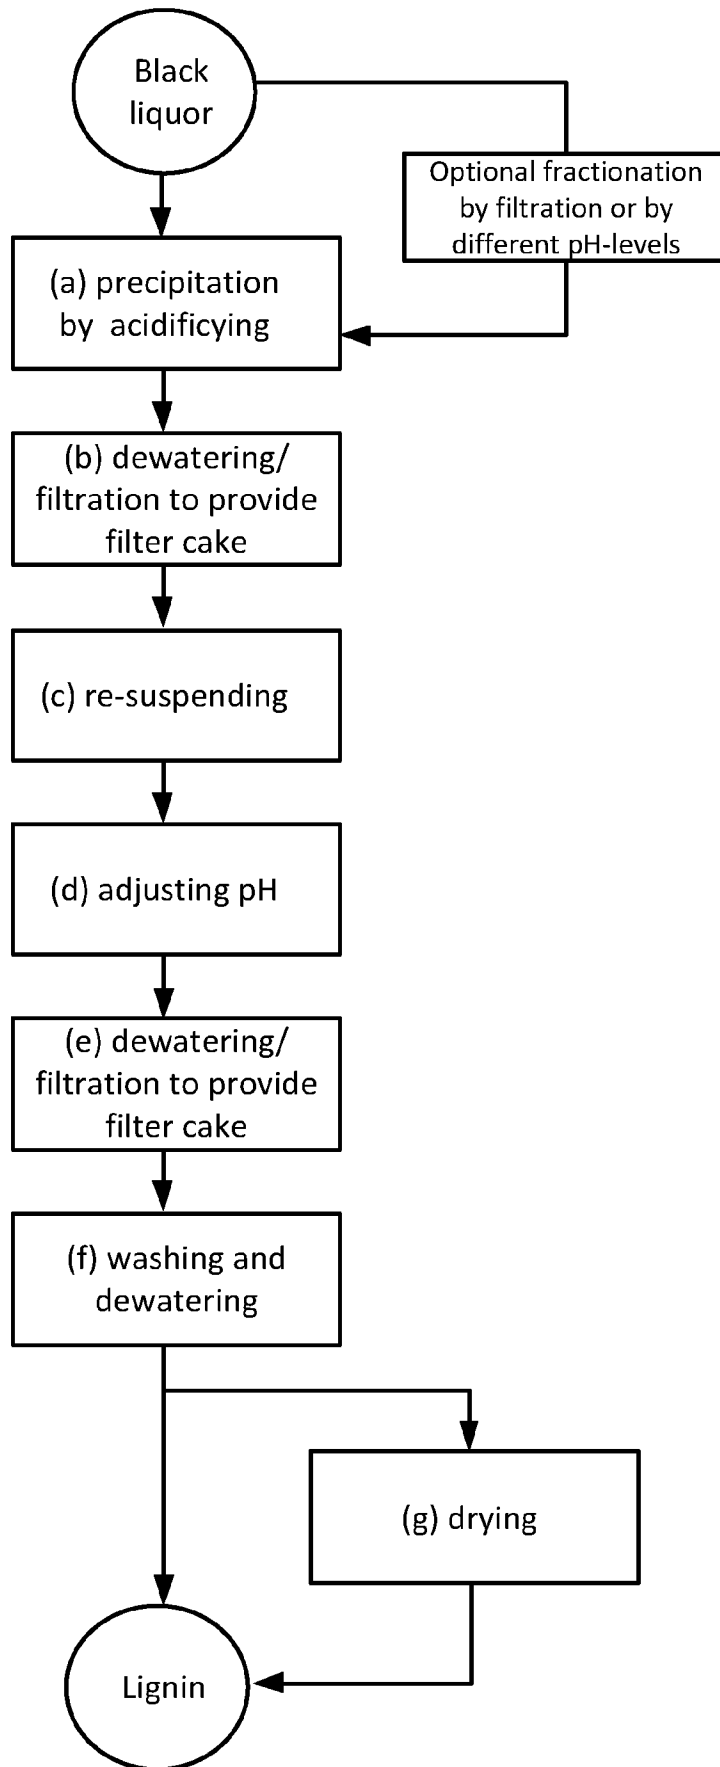 Black
liquor
Optional fractionation
by filtration or by
different pH-levels
(a) precipitation
by acidificying
(b) dewatering/
filtration to provide
filter cake
(c) re-suspending
(d) adjusting pH
(e) dewatering/
filtration to provide
filter cake
(f) washing and
dewatering
(g) drying
Lignin